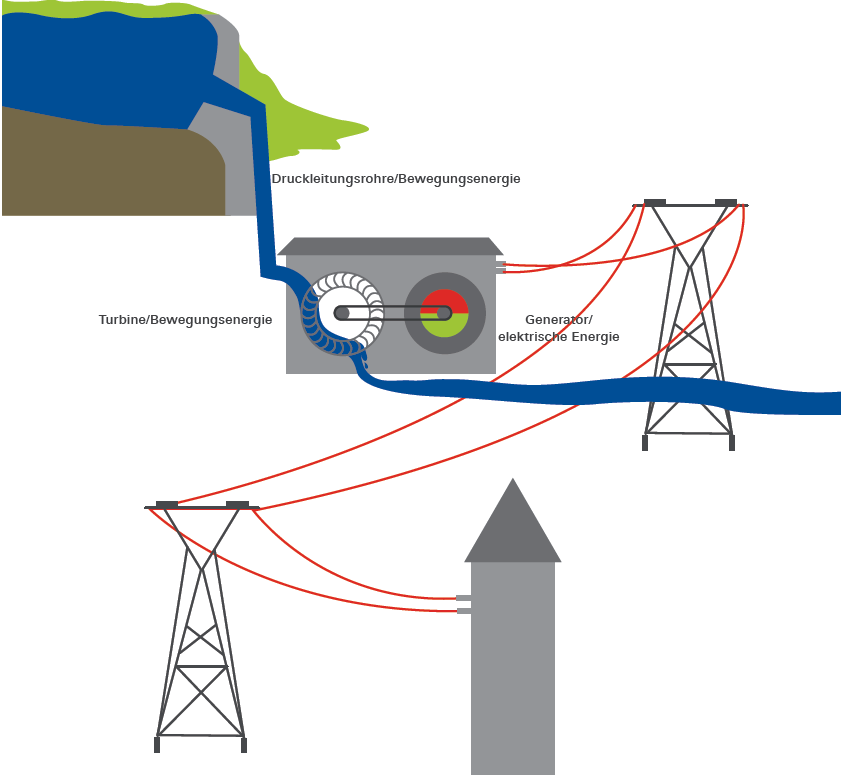 Druckleitungsrohre/Bewegungsenergie
Turbine/Bewegungsenergie
Generator/
elektrische Energie